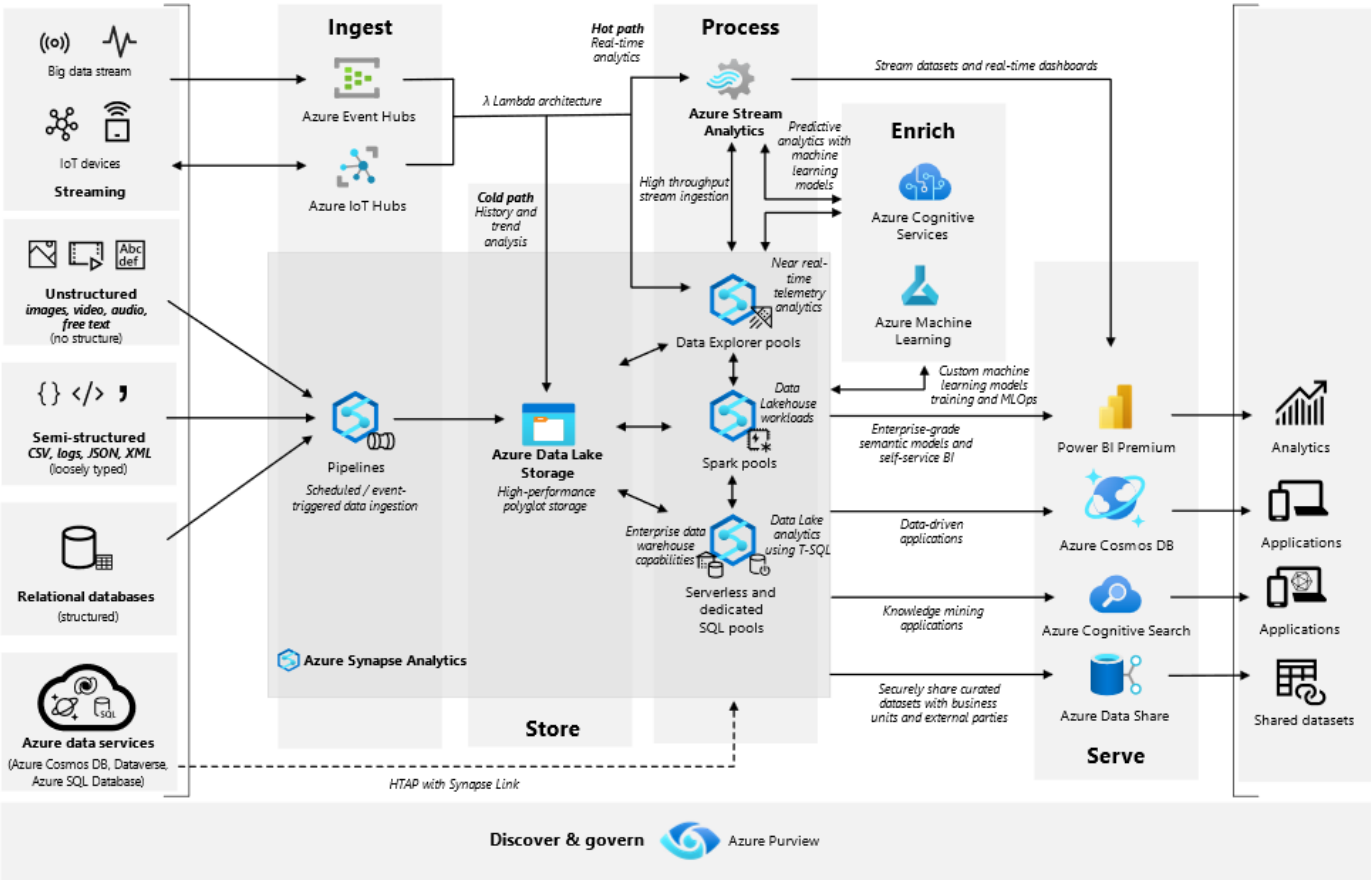 Big data stream
IoT devices
Streaming
Unstructured
images, video, audio,
free text
(no structure)
Abc
def
{} </> ,
Semi-structured
CSV, logs, JSON, XML
(loosely typed)
Relational databases
(structured)
SQL
Azure data services
(Azure Cosmos DB, Dataverse,
Azure SQL Database)
Ingest
Azure Event Hubs
Azure IoT Hubs
Pipelines
Scheduled / event-
triggered data ingestion
Azure Synapse Analytics
λ Lambda architecture
Cold path
History and
trend
analysis
Azure Data Lake
Storage
High-performance
polyglot storage
Store
HTAP with Synapse Link
Hot path
Real-time
analytics
Process
Azure Stream
Analytics
High throughput
stream ingestion
Predictive
analytics with
machine
learning
models
Near real-
time
telemetry
analytics
Data Explorer pools
Data
Lakehouse
workloads
Spark pools
Enterprise data
warehouse
capabilities
Data Lake
analytics
using T-SQL
Serverless and
dedicated
SQL pools
Stream datasets and real-time dashboards
Enrich
Azure Cognitive
Services
Azure Machine
Learning
Custom machine
learning models
training and MLOps
Enterprise-grade
semantic models and
self-service BI
Data-driven
applications
Knowledge mining
applications
Securely share curated
datasets with business
units and external parties
Power BI Premium
Azure Cosmos DB
Azure Cognitive Search
Azure Data Share
Serve
Analytics
Applications
Applications
Shared datasets
Discover & govern
Azure Purview